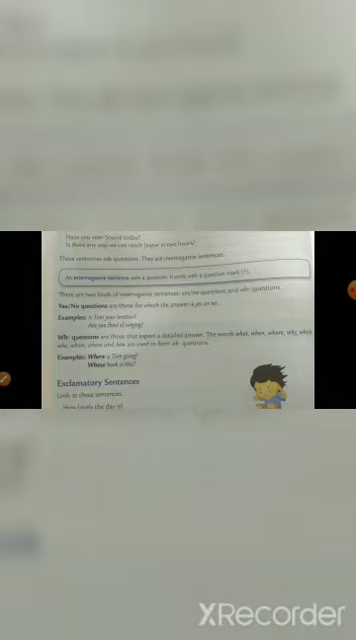 Have you seen Souvik today?
Is there any way we can reach Jaipur in two hours?
These sentences ask questions. They are interrogative sentences.
An interrogative sentence asks a question. It ends with a question mark (?).
There are two kinds of interrogative sentences: yes/no questions and wh- questions.
Yes/No questions are those for which the answer is yes or no.
Examples: Is Tom your brother?
Are you tired of singing?
Wh- questions are those that expect a detailed answer. The words what, when, where, why, which,
who, whom, whose and how are used to form wh- questions.
Examples: Where is Tom going?
Whose book is this?
Exclamatory Sentences
Look at these sentences.
How lovely the day is!
XRecorder